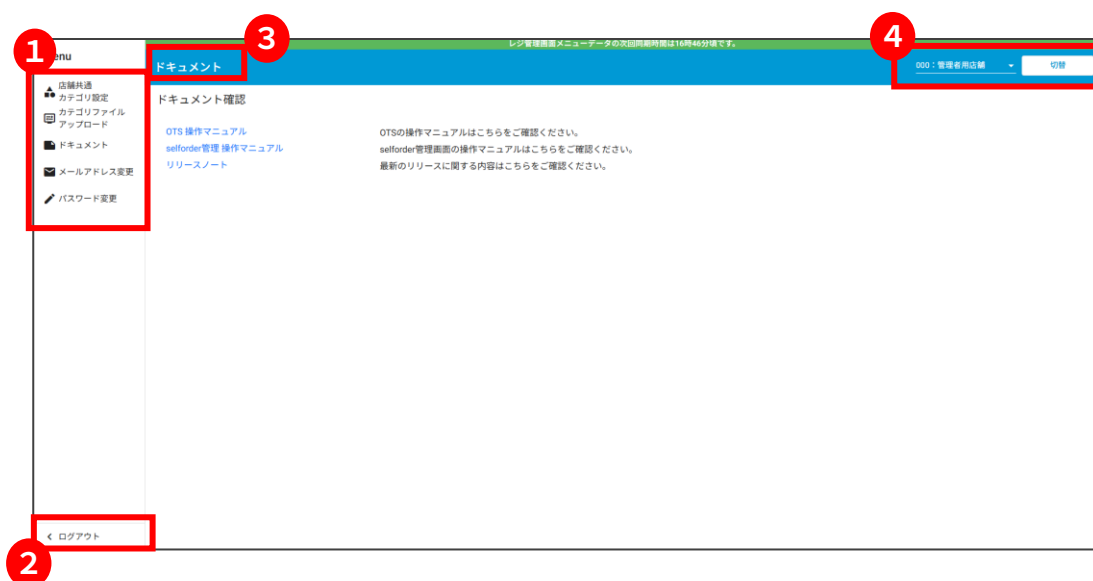 1
3
4
レジ管理画面メニューデータの次回同期時間は16時46分頃です。
enu
ドキュメント
000:管理者用店舗
切替
店舗共通
カテゴリ設定
カテゴリファイル
アップロード
ドキュメント
メールアドレス変更
パスワード変更
ドキュメント確認
OTS 操作マニュアル OTSの操作マニュアルはこちらをご確認ください。
selforder管理 操作マニュアル selforder管理画面の操作マニュアルはこちらをご確認ください。
リリースノート 最新のリリースに関する内容はこちらをご確認ください。
ログアウト
2